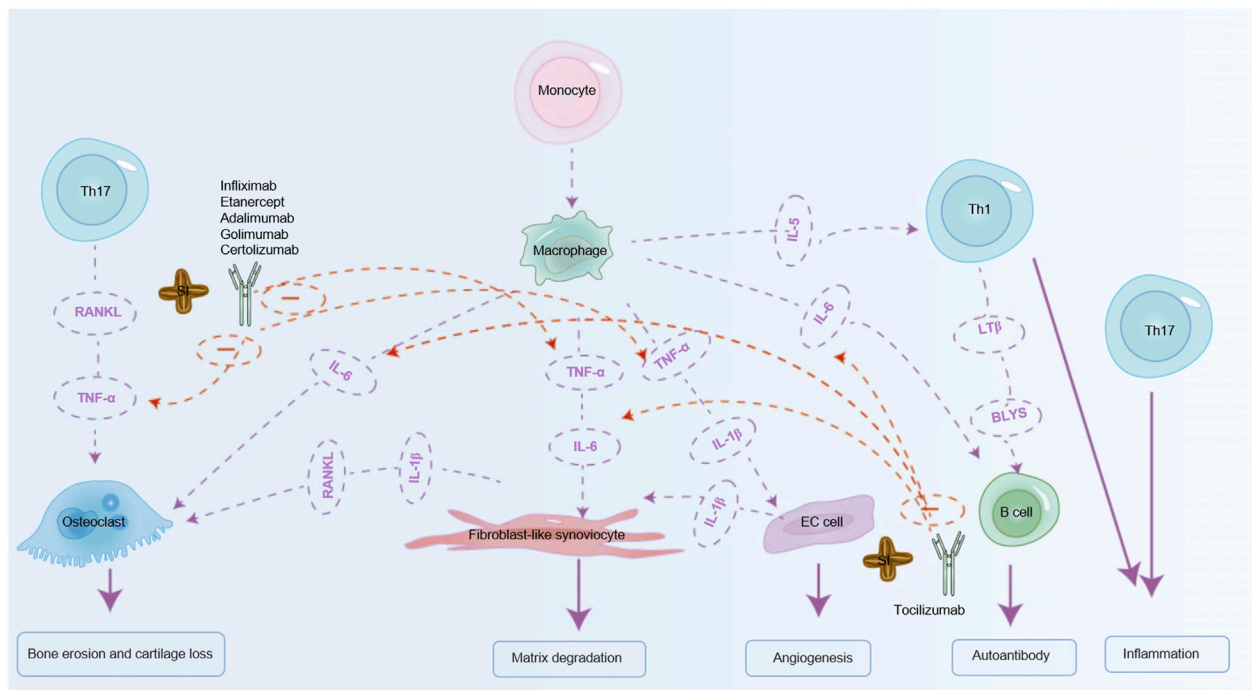 Monocyte
Th17
Infliximab
Etanercept
Adalimumab
Golimumab
Certolizumab
Macrophage
IL-5
Th1
SI
RANKL
IL-6
LTβ
Th17
TNF-α
IL-6
TNF-α
TNF-α
BLYS
IL-1β
IL-6
RANKL
IL-1β
IL-1β
Osteoclast
Fibroblast-like synoviocyte
EC cell
B cell
SI
Tocilizumab
Bone erosion and cartilage loss
Matrix degradation
Angiogenesis
Autoantibody
Inflammation